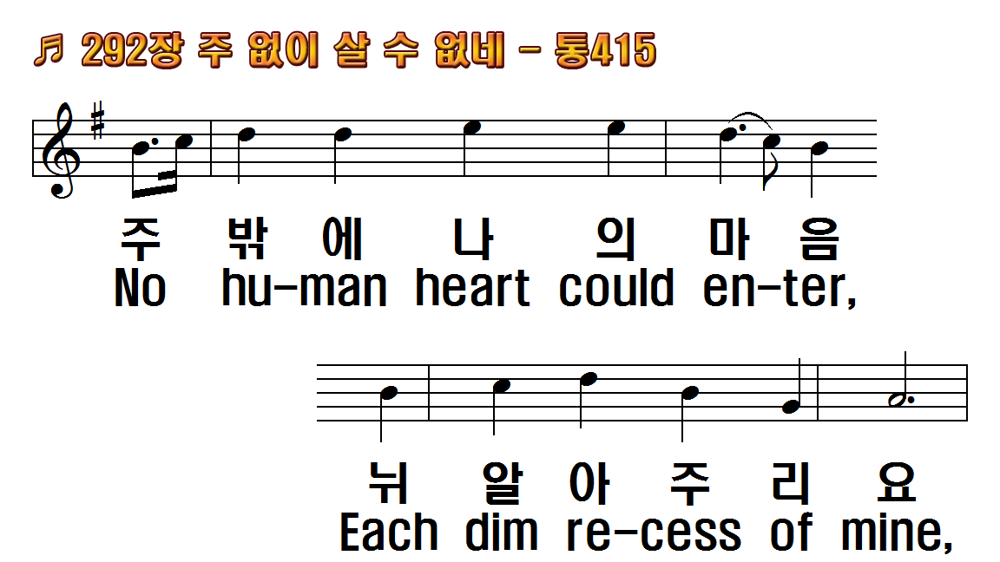 292장 주 없이 살 수 없네 - 통415
주 밖 에 나 의 마 음
No hu-man heart could en-ter,
뉘 알 아 주 리 요
Each dim re-cess of mine,